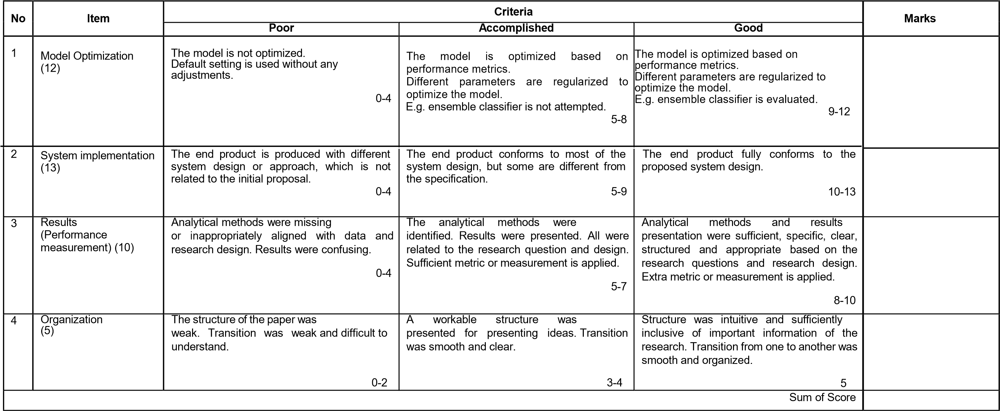 No
Item
Criteria
Marks
Poor
Accomplished
Good
1
Model Optimization
(12)
The model is not optimized.
Default setting is used without any
adjustments.
0-4
The model is optimized based on
performance metrics.
Different parameters are regularized to
optimize the model.
E.g. ensemble classifier is not attempted.
5-8
The model is optimized based on
performance metrics.
Different parameters are regularized to
optimize the model.
E.g. ensemble classifier is evaluated.
9-12
2
System implementation
(13)
The end product is produced with different
system design or approach, which is not
related to the initial proposal.
0-4
The end product conforms to most of the
system design, but some are different from
the specification.
5-9
The end product fully conforms to the
proposed system design.
10-13
3
Results
(Performance
measurement) (10)
Analytical methods were missing
or inappropriately aligned with data and
research design. Results were confusing.
0-4
The analytical methods were
identified. Results were presented. All were
related to the research question and design.
Sufficient metric or measurement is applied.
5-7
Analytical methods and results
presentation were sufficient, specific, clear,
structured and appropriate based on the
research questions and research design.
Extra metric or measurement is applied.
8-10
4
Organization
(5)
The structure of the paper was
weak. Transition was weak and difficult to
understand.
0-2
A workable structure was
presented for presenting ideas. Transition
was smooth and clear.
3-4
Structure was intuitive and sufficiently
inclusive of important information of the
research. Transition from one to another was
smooth and organized.
5
Sum of Score